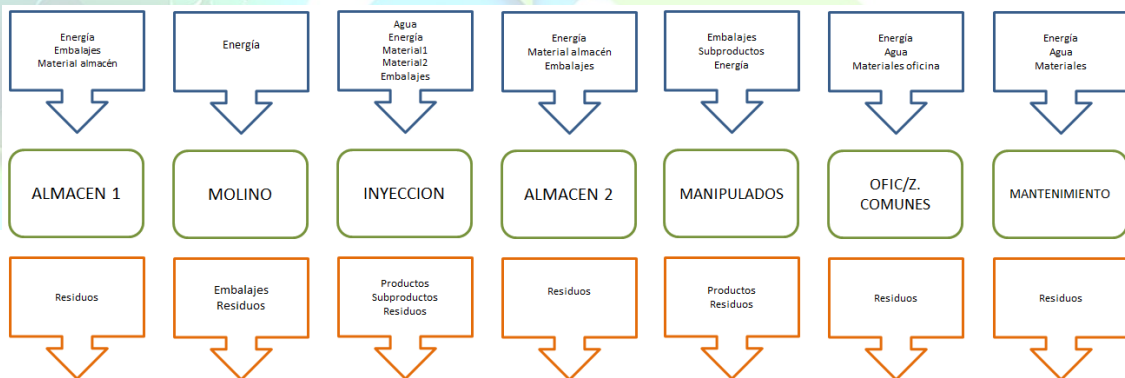 Energía
Embalajes
Material almacén
Energía
Agua
Energía
Material1
Material2
Embalajes
Energía
Material almacén
Embalajes
Embalajes
Subproductos
Energía
Energía
Agua
Materiales oficina
Energía
Agua
Materiales
ALMACEN 1
MOLINO
INYECCION
ALMACEN 2
MANIPULADOS
OFIC/Z.
COMUNES
MANTENIMIENTO
Residuos
Embalajes
Residuos
Productos
Subproductos
Residuos
Residuos
Productos
Residuos
Residuos
Residuos